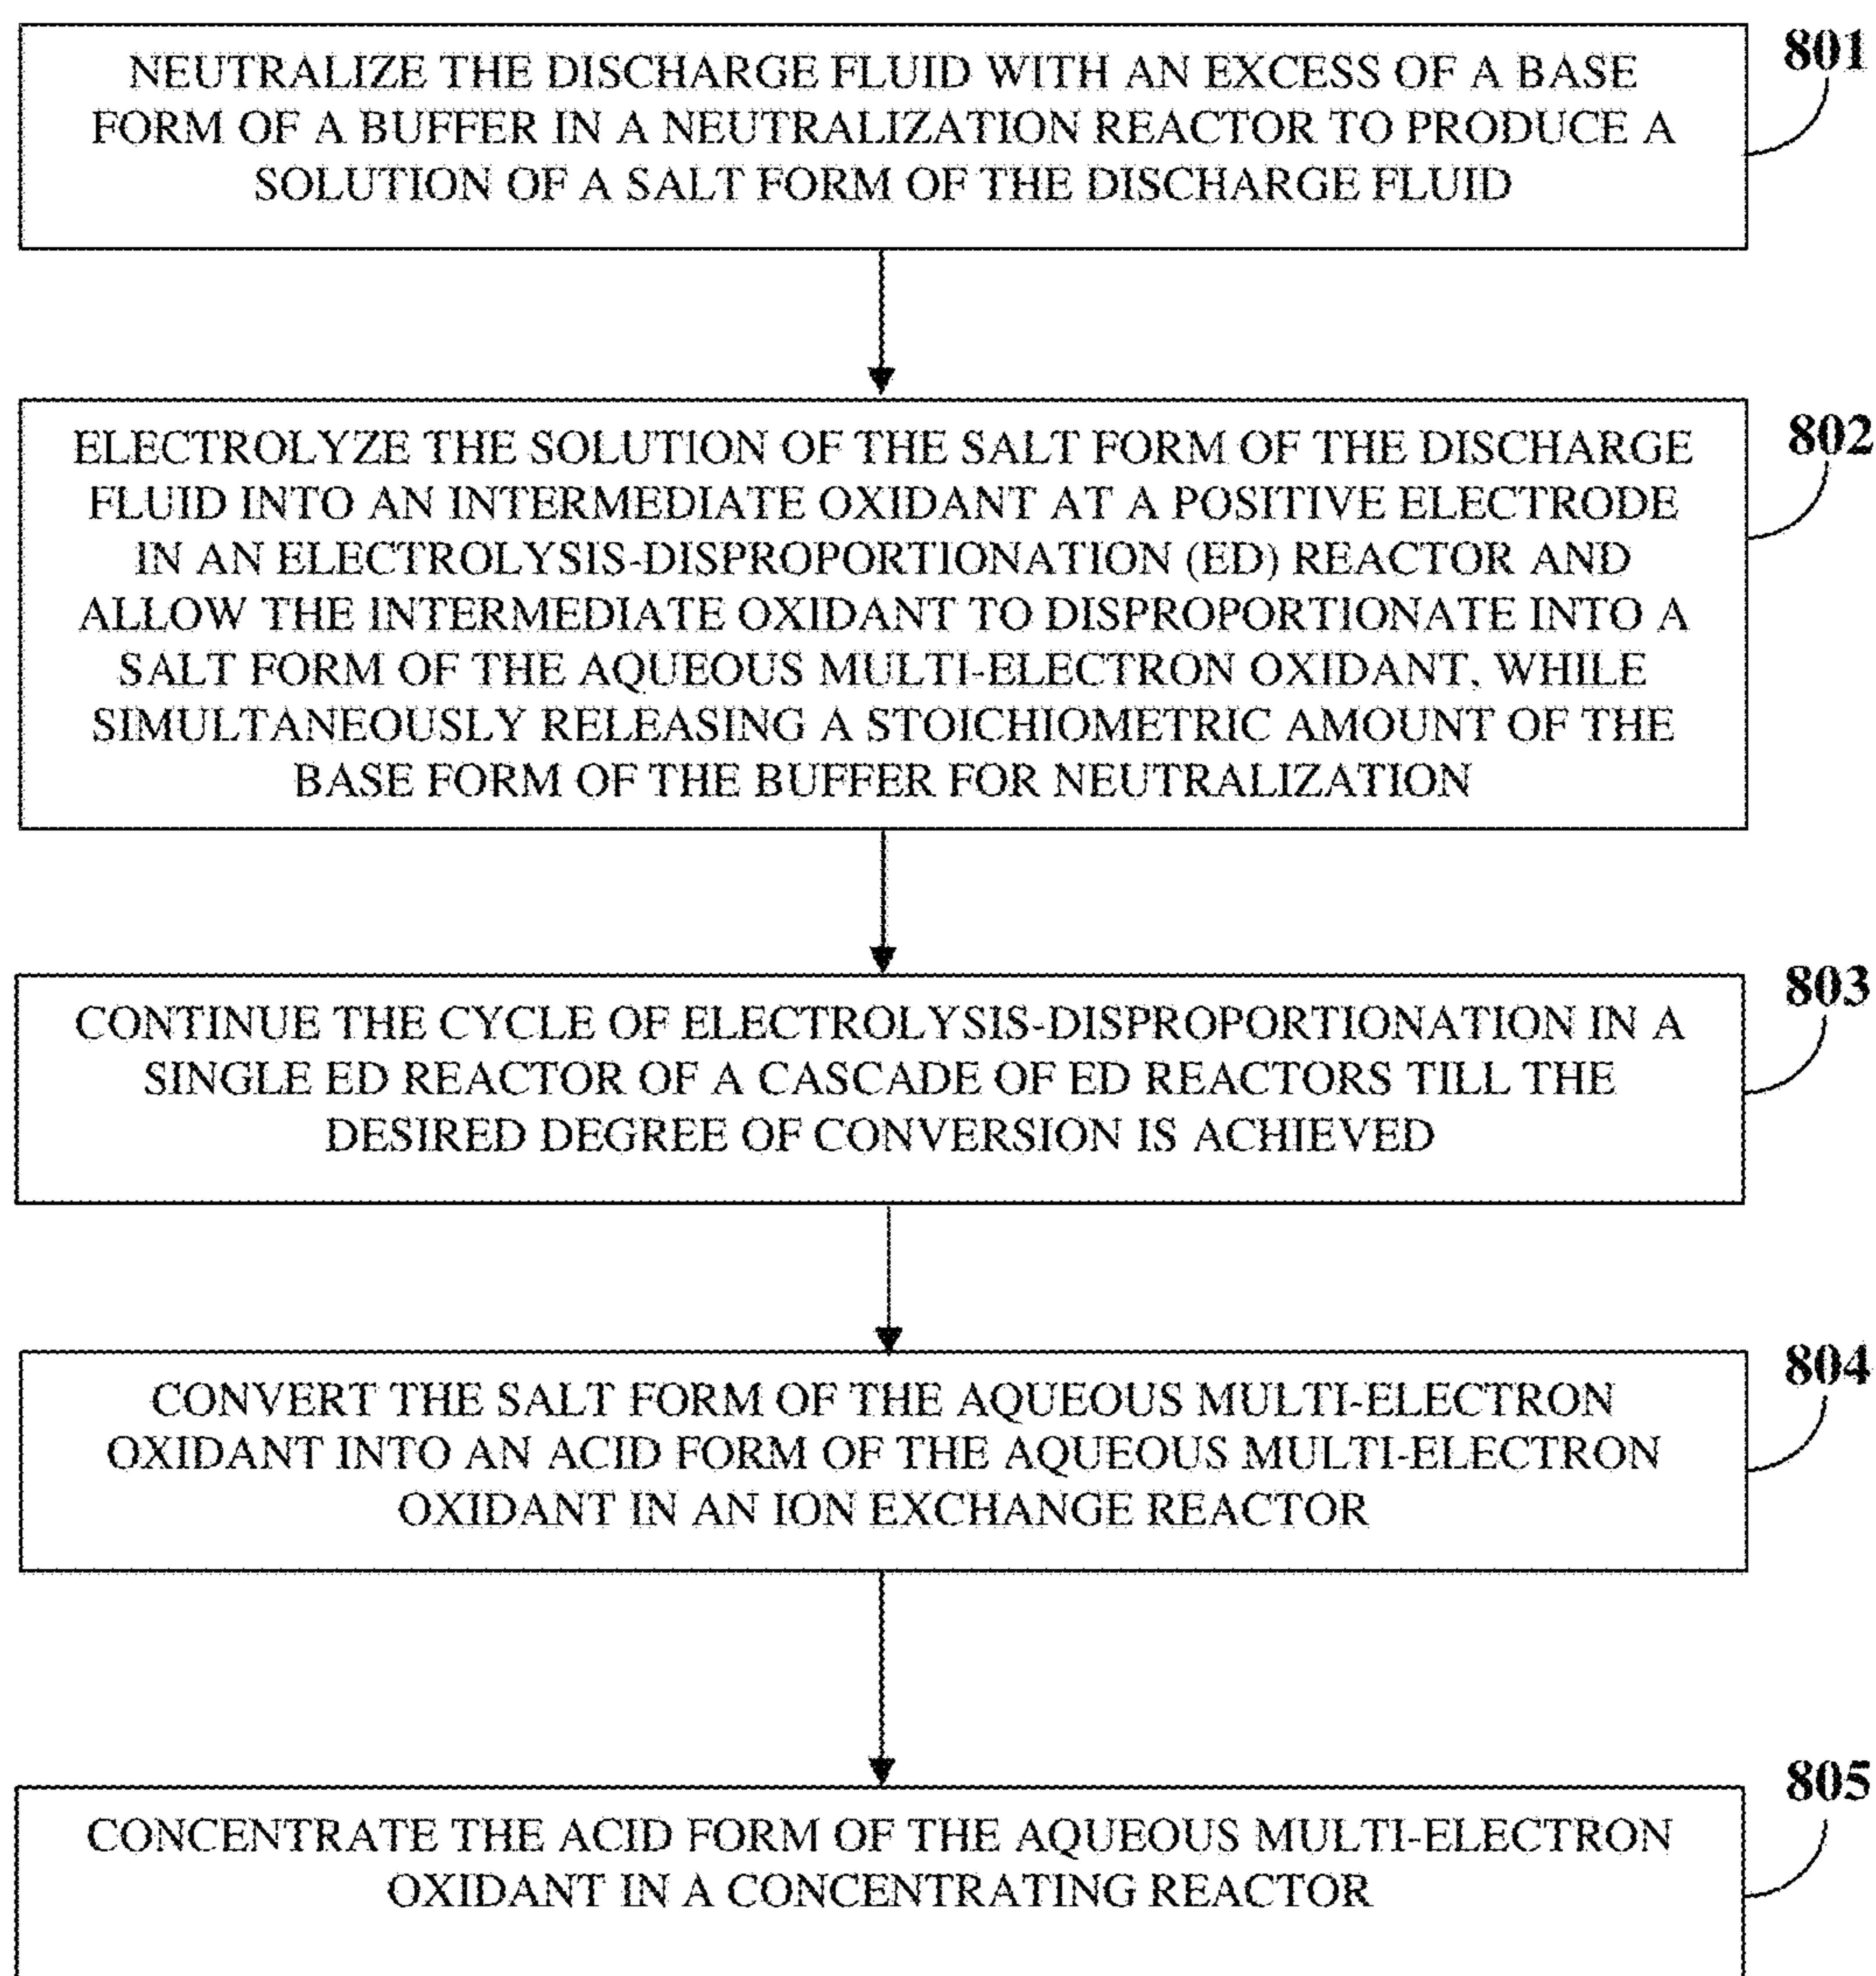 801
NEUTRALIZE THE DISCHARGE FLUID WITH AN EXCESS OF A BASE
FORM OF A BUFFER IN A NEUTRALIZATION REACTOR TO PRODUCE A
SOLUTION OF A SALT FORM OF THE DISCHARGE FLUID
802
ELECTROLYZE THE SOLUTION OF THE SALT FORM OF THE DISCHARGE
FLUID INTO AN INTERMEDIATE OXIDANT AT A POSITIVE ELECTRODE
IN AN ELECTROLYSIS-DISPROPORTIONATION (ED) REACTOR AND
ALLOW THE INTERMEDIATE OXIDANT TO DISPROPORTIONATE INTO A
SALT FORM OF THE AQUEOUS MULTI-ELECTRON OXIDANT, WHILE
SIMULTANEOUSLY RELEASING A STOICHIOMETRIC AMOUNT OF THE
BASE FORM OF THE BUFFER FOR NEUTRALIZATION
803
CONTINUE THE CYCLE OF ELECTROLYSIS-DISPROPORTIONATION IN A
SINGLE ED REACTOR OF A CASCADE OF ED REACTORS TILL THE
DESIRED DEGREE OF CONVERSION IS ACHIEVED
804
CONVERT THE SALT FORM OF THE AQUEOUS MULTI-ELECTRON
OXIDANT INTO AN ACID FORM OF THE AQUEOUS MULTI-ELECTRON
OXIDANT IN AN ION EXCHANGE REACTOR
805
CONCENTRATE THE ACID FORM OF THE AQUEOUS MULTI-ELECTRON
OXIDANT IN A CONCENTRATING REACTOR